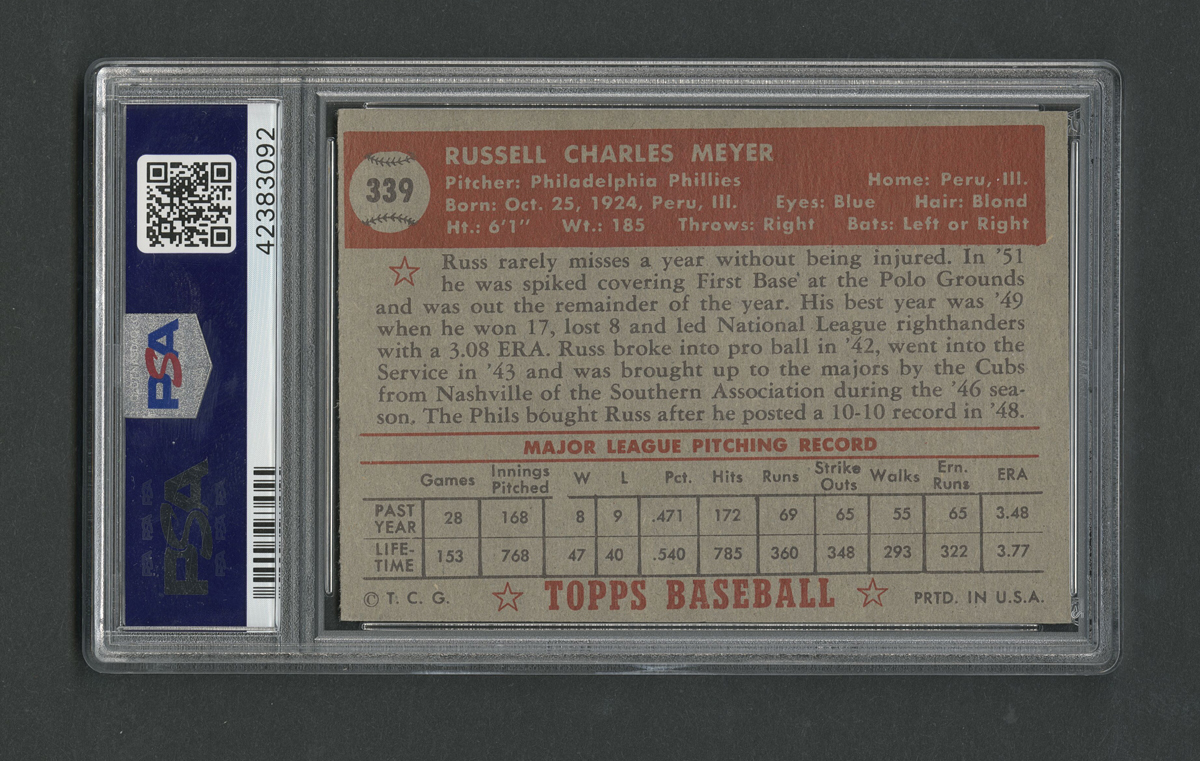 42383092
PSA
PSA
339
RUSSELL CHARLES MEYER
Pitcher: Philadelphia Phillies Home: Peru, Ill.
Born: Oct. 25, 1924, Peru, Ill. Eyes: Blue Hair: Blond
Ht.: 6'1" Wt.: 185 Throws: Right Bats: Left or Right
Russ rarely misses a year without being injured. In '51
he was spiked covering First Base at the Polo Grounds
and was out the remainder of the year. His best year was '49
when he won 17, lost 8 and led National League righthanders
with a 3.08 ERA. Russ broke into pro ball in '42, went into the
Service in '43 and was brought up to the majors by the Cubs
from Nashville of the Southern Association during the '46 sea-
son. The Phils bought Russ after he posted a 10-10 record in '48.
MAJOR LEAGUE PITCHING RECORD
Games Innings Pitched W L Pct. Hits Runs Strike Outs Walks Ern. Runs ERA
PAST YEAR 28 168 8 9 .471 172 69 65 55 65 3.48
LIFE-TIME 153 768 47 40 .540 785 360 348 293 322 3.77
© T. C. G. TOPPS BASEBALL PRTD. IN U.S.A.